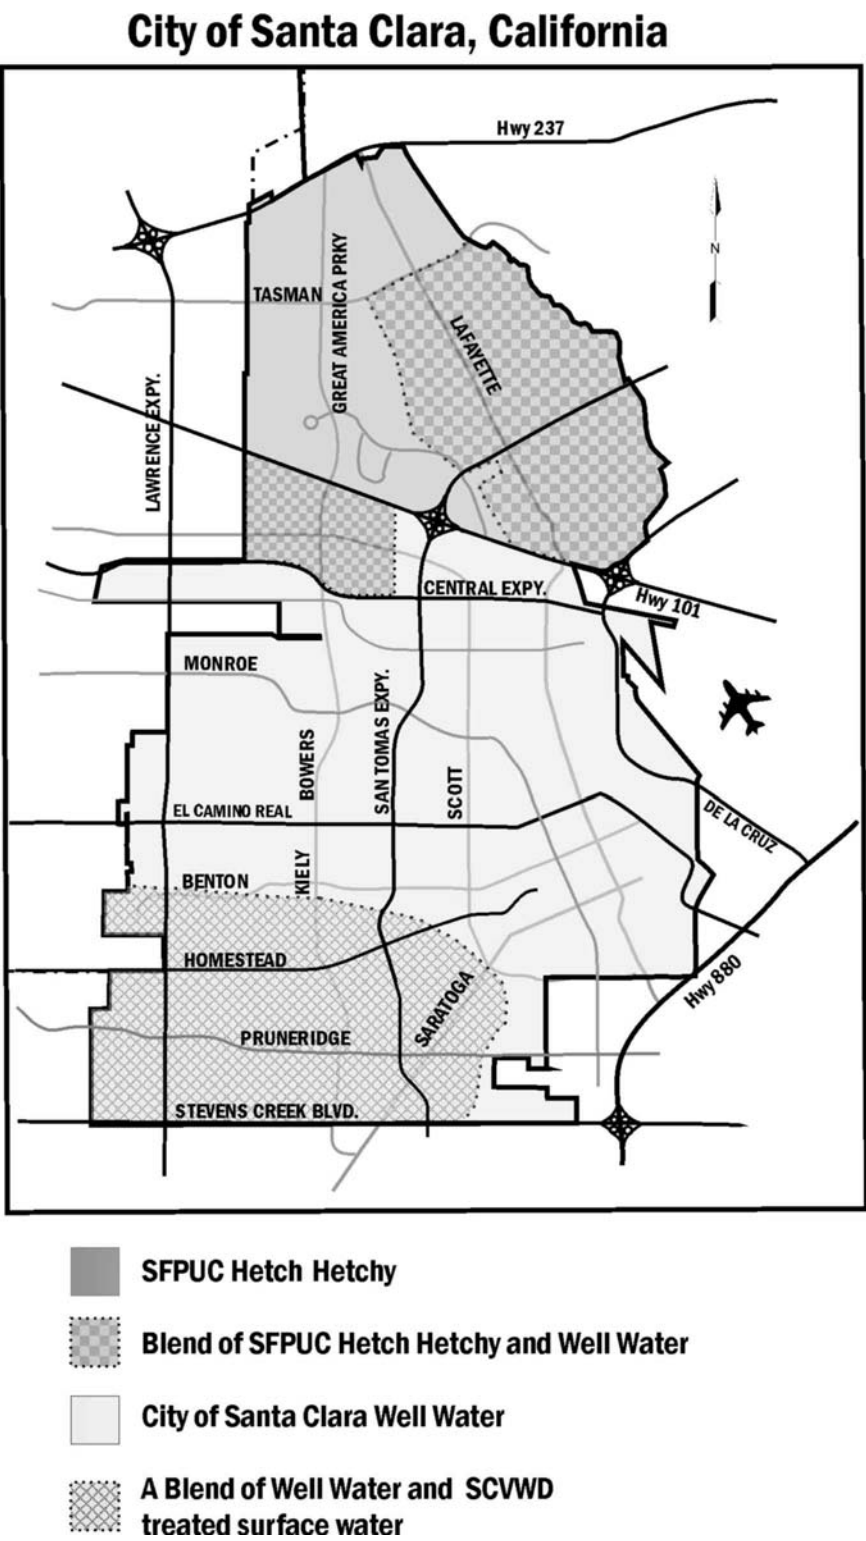 City of Santa Clara, California
Hwy 237
N
GREAT AMERICA PRKY
TASMAN
LAFAYETTE
LAWRENCE EXPY.
CENTRAL EXPY.
Hwy 101
MONROE
SAN TOMAS EXPY.
BOWERS
SCOTT
EL CAMINO REAL
DE LA CRUZ
KIELY
BENTON
HOMESTEAD
SARATOGA
Hwy 880
PRUNERIDGE
STEVENS CREEK BLVD.
SFPUC Hetch Hetchy
Blend of SFPUC Hetch Hetchy and Well Water
City of Santa Clara Well Water
A Blend of Well Water and SCVWD
treated surface water